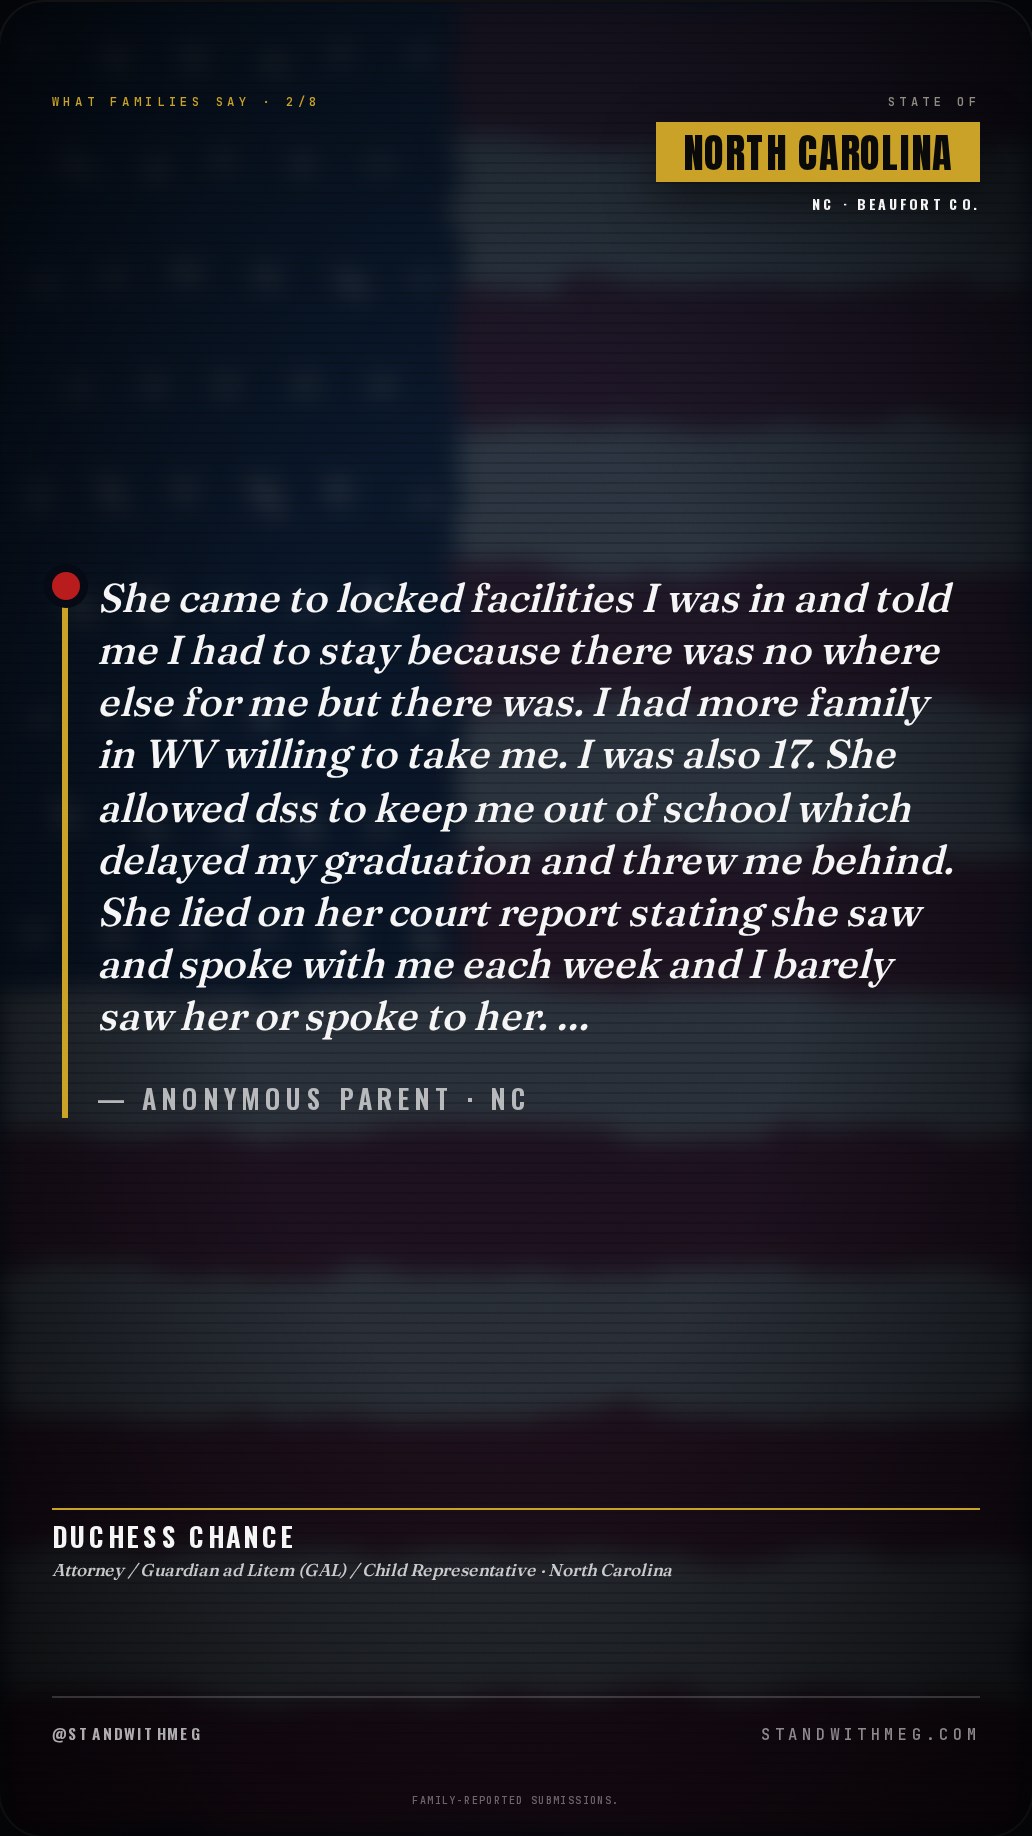 WHAT FAMILIES SAY · 2/8
STATE OF
NORTH CAROLINA
NC · BEAUFORT CO.
She came to locked facilities I was in and told
me I had to stay because there was no where
else for me but there was. I had more family
in WV willing to take me. I was also 17. She
allowed dss to keep me out of school which
delayed my graduation and threw me behind.
She lied on her court report stating she saw
and spoke with me each week and I barely
saw her or spoke to her. ...
— ANONYMOUS PARENT · NC
DUCHESS CHANCE
Attorney / Guardian ad Litem (GAL) / Child Representative · North Carolina
@STANDWITHMEG
STANDWITHMEG.COM
FAMILY-REPORTED SUBMISSIONS.